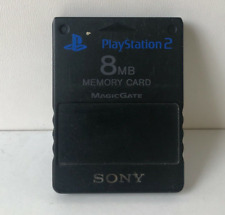 PlayStation 2
8MB
MEMORY CARD
MAGICGATE
SONY